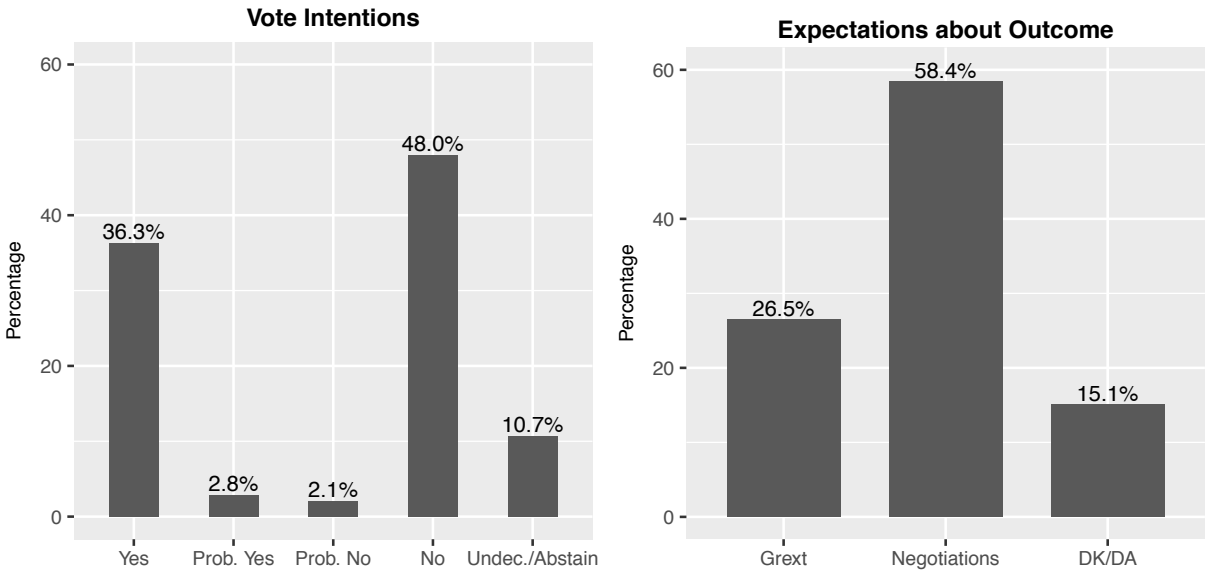 Vote Intentions
Percentage
60
40
20
0
36.3%
2.8%
2.1%
48.0%
10.7%
Yes Prob. Yes Prob. No No Undec./Abstain
Expectations about Outcome
Percentage
60
40
20
0
26.5%
58.4%
15.1%
Grext Negotiations DK/DA